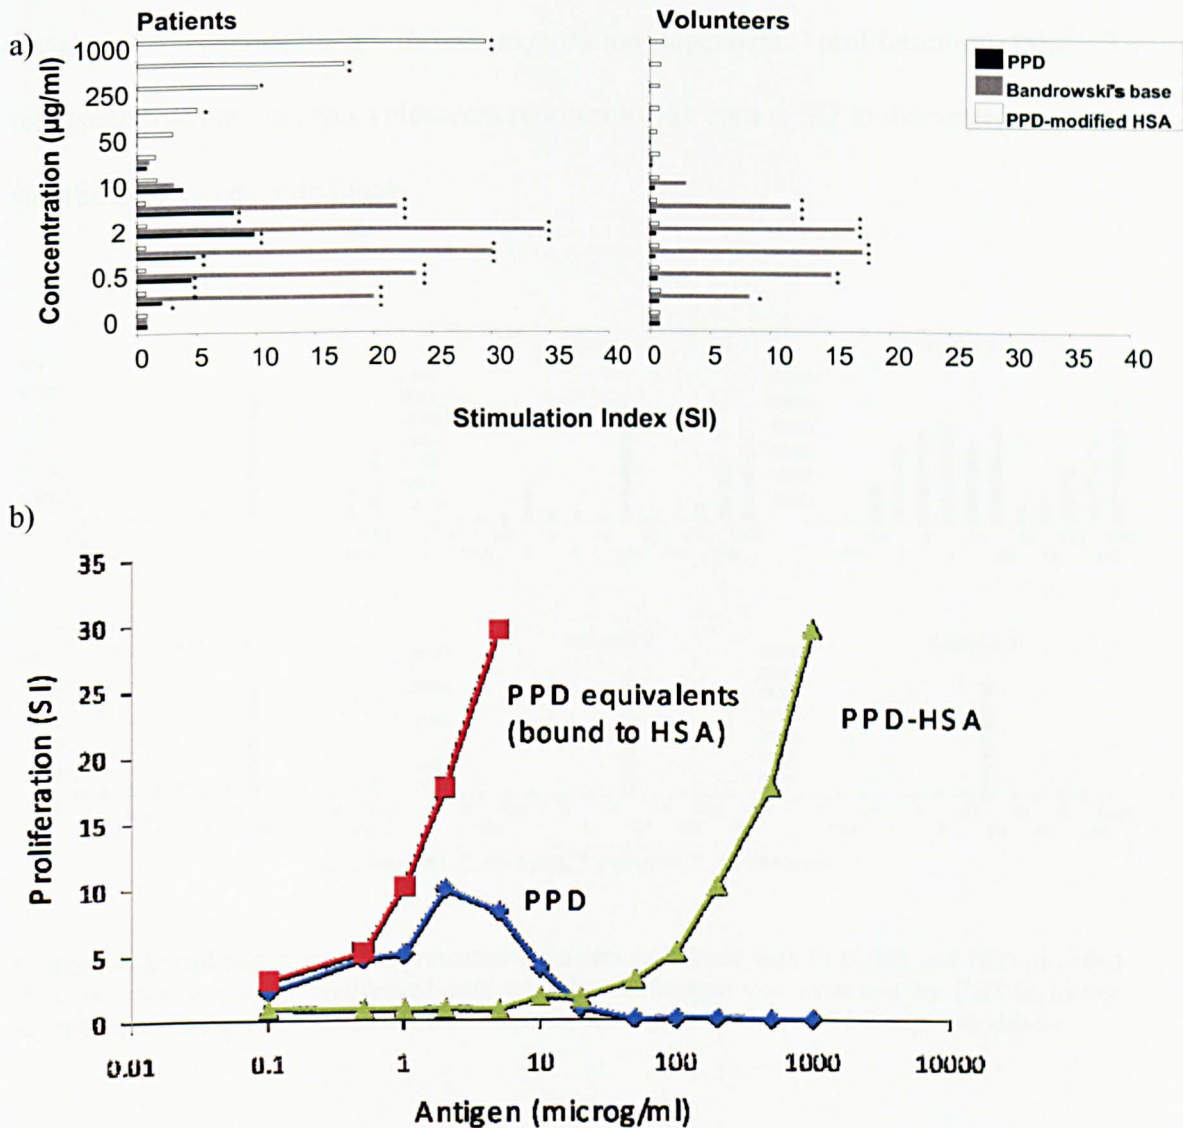 a)
Patients
Volunteers
PPD
Bandrowski's base
PPD-modified HSA
Concentration (µg/ml)
1000
250
50
10
2
0.5
0
0 5 10 15 20 25 30 35 40
0 5 10 15 20 25 30 35 40
Stimulation Index (SI)
b)
Proliferation (SI)
35
30
25
20
15
10
5
0
PPD equivalents
(bound to HSA)
PPD-HSA
PPD
0.01 0.1 1 10 100 1000 10000
Antigen (microg/ml)